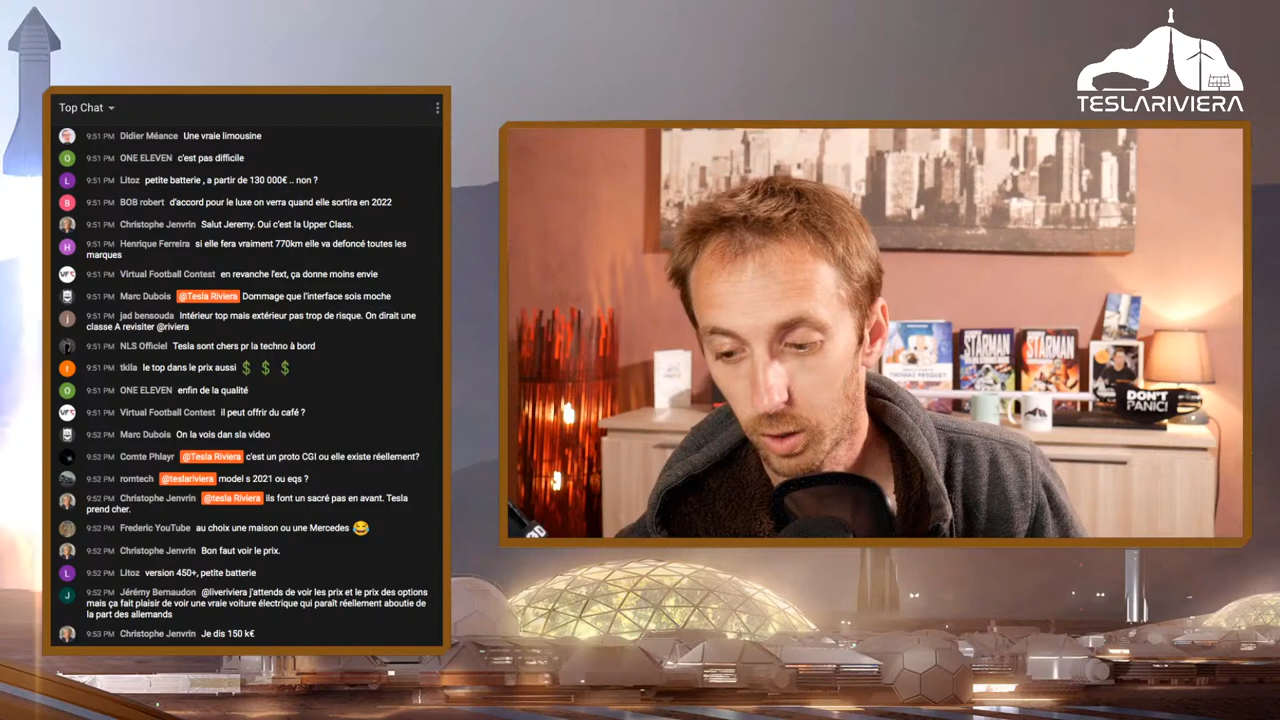 TESLARIVIERA
Top Chat
9:51 PM Didier Méance Une vraie limousine
O 9:51 PM ONE ELEVEN c'est pas difficile
L 9:51 PM Litoz petite batterie , a partir de 130 000€ .. non ?
B 9:51 PM BOB robert d'accord pour le luxe on verra quand elle sortira en 2022
9:51 PM Christophe Jenvrin Salut Jeremy. Oui c'est la Upper Class.
H 9:51 PM Henrique Ferreira si elle fera vraiment 770km elle va defoncé toutes les
marques
9:51 PM Virtual Football Contest en revanche l'ext, ça donne moins envie
9:51 PM Marc Dubois @Tesla Riviera Dommage que l'interface sois moche
j 9:51 PM jad bensouda Intérieur top mais extérieur pas trop de risque. On dirait une
classe A revisiter @riviera
9:51 PM NLS Officiel Tesla sont chers pr la techno à bord
t 9:51 PM tkila le top dans le prix aussi 💲 💲 💲
O 9:51 PM ONE ELEVEN enfin de la qualité
9:51 PM Virtual Football Contest il peut offrir du café ?
9:52 PM Marc Dubois On la vois dan sla video
9:52 PM Comte Phlayr @Tesla Riviera c'est un proto CGI ou elle existe réellement?
9:52 PM romtech @teslariviera model s 2021 ou eqs ?
9:52 PM Christophe Jenvrin @tesla Riviera ils font un sacré pas en avant. Tesla
prend cher.
9:52 PM Frederic YouTube au choix une maison ou une Mercedes 😂
9:52 PM Christophe Jenvrin Bon faut voir le prix.
L 9:52 PM Litoz version 450+, petite batterie
J 9:52 PM Jérémy Bernaudon @liveriviera j'attends de voir les prix et le prix des options
mais ça fait plaisir de voir une vraie voiture électrique qui paraît réellement aboutie de
la part des allemands
9:53 PM Christophe Jenvrin Je dis 150 k€
THOMAS PESQUET
STARMAN
STARMAN
DON'T
PANIC!